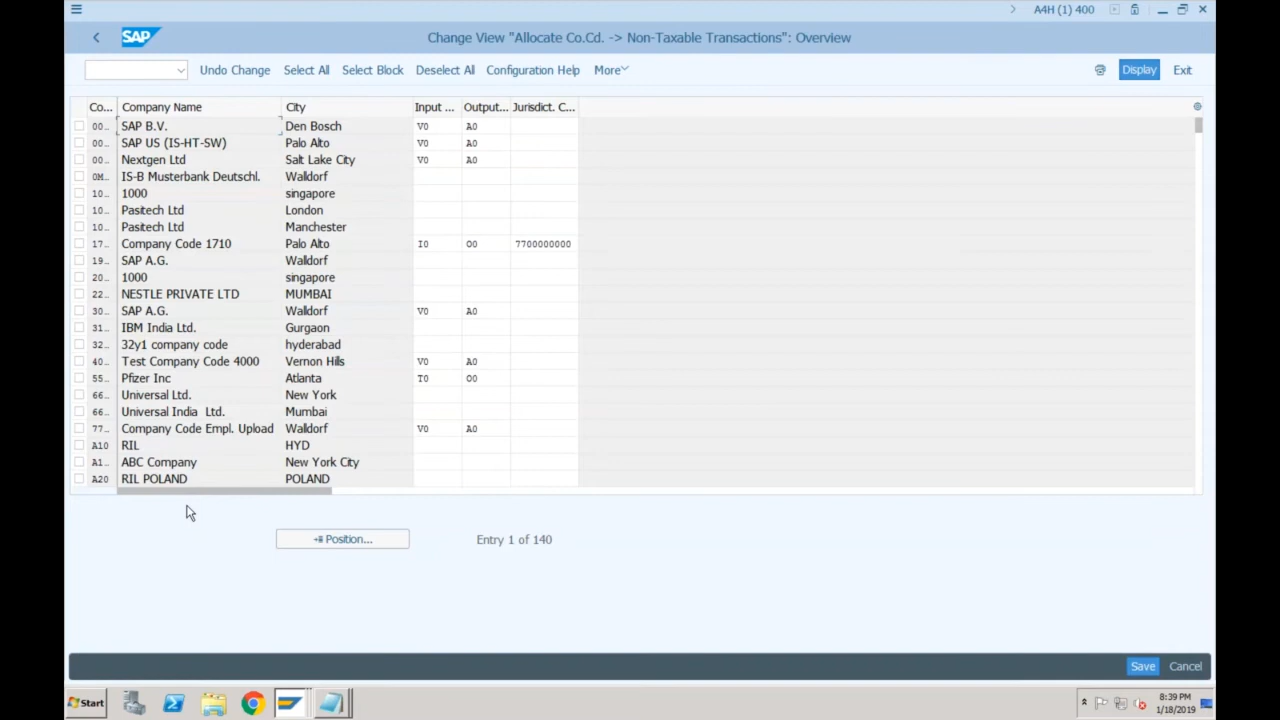 A4H (1) 400
SAP
Change View "Allocate Co.Cd. -> Non-Taxable Transactions": Overview
Undo Change Select All Select Block Deselect All Configuration Help More Display Exit
Co... Company Name City Input ... Output... Jurisdict. C...
00.. SAP B.V. Den Bosch V0 A0
00.. SAP US (IS-HT-SW) Palo Alto V0 A0
00.. Nextgen Ltd Salt Lake City V0 A0
0M.. IS-B Musterbank Deutschl. Walldorf
10.. 1000 singapore
10.. Pasitech Ltd London
10.. Pasitech Ltd Manchester
17.. Company Code 1710 Palo Alto I0 O0 7700000000
19.. SAP A.G. Walldorf
20.. 1000 singapore
22.. NESTLE PRIVATE LTD MUMBAI
30.. SAP A.G. Walldorf V0 A0
31.. IBM India Ltd. Gurgaon
32.. 32y1 company code hyderabad
40.. Test Company Code 4000 Vernon Hills V0 A0
55.. Pfizer Inc Atlanta T0 O0
66.. Universal Ltd. New York
66.. Universal India Ltd. Mumbai
77.. Company Code Empl. Upload Walldorf V0 A0
A10 RIL HYD
A1.. ABC Company New York City
A20 RIL POLAND POLAND
Position... Entry 1 of 140
Save Cancel
Start
8:39 PM
1/18/2019